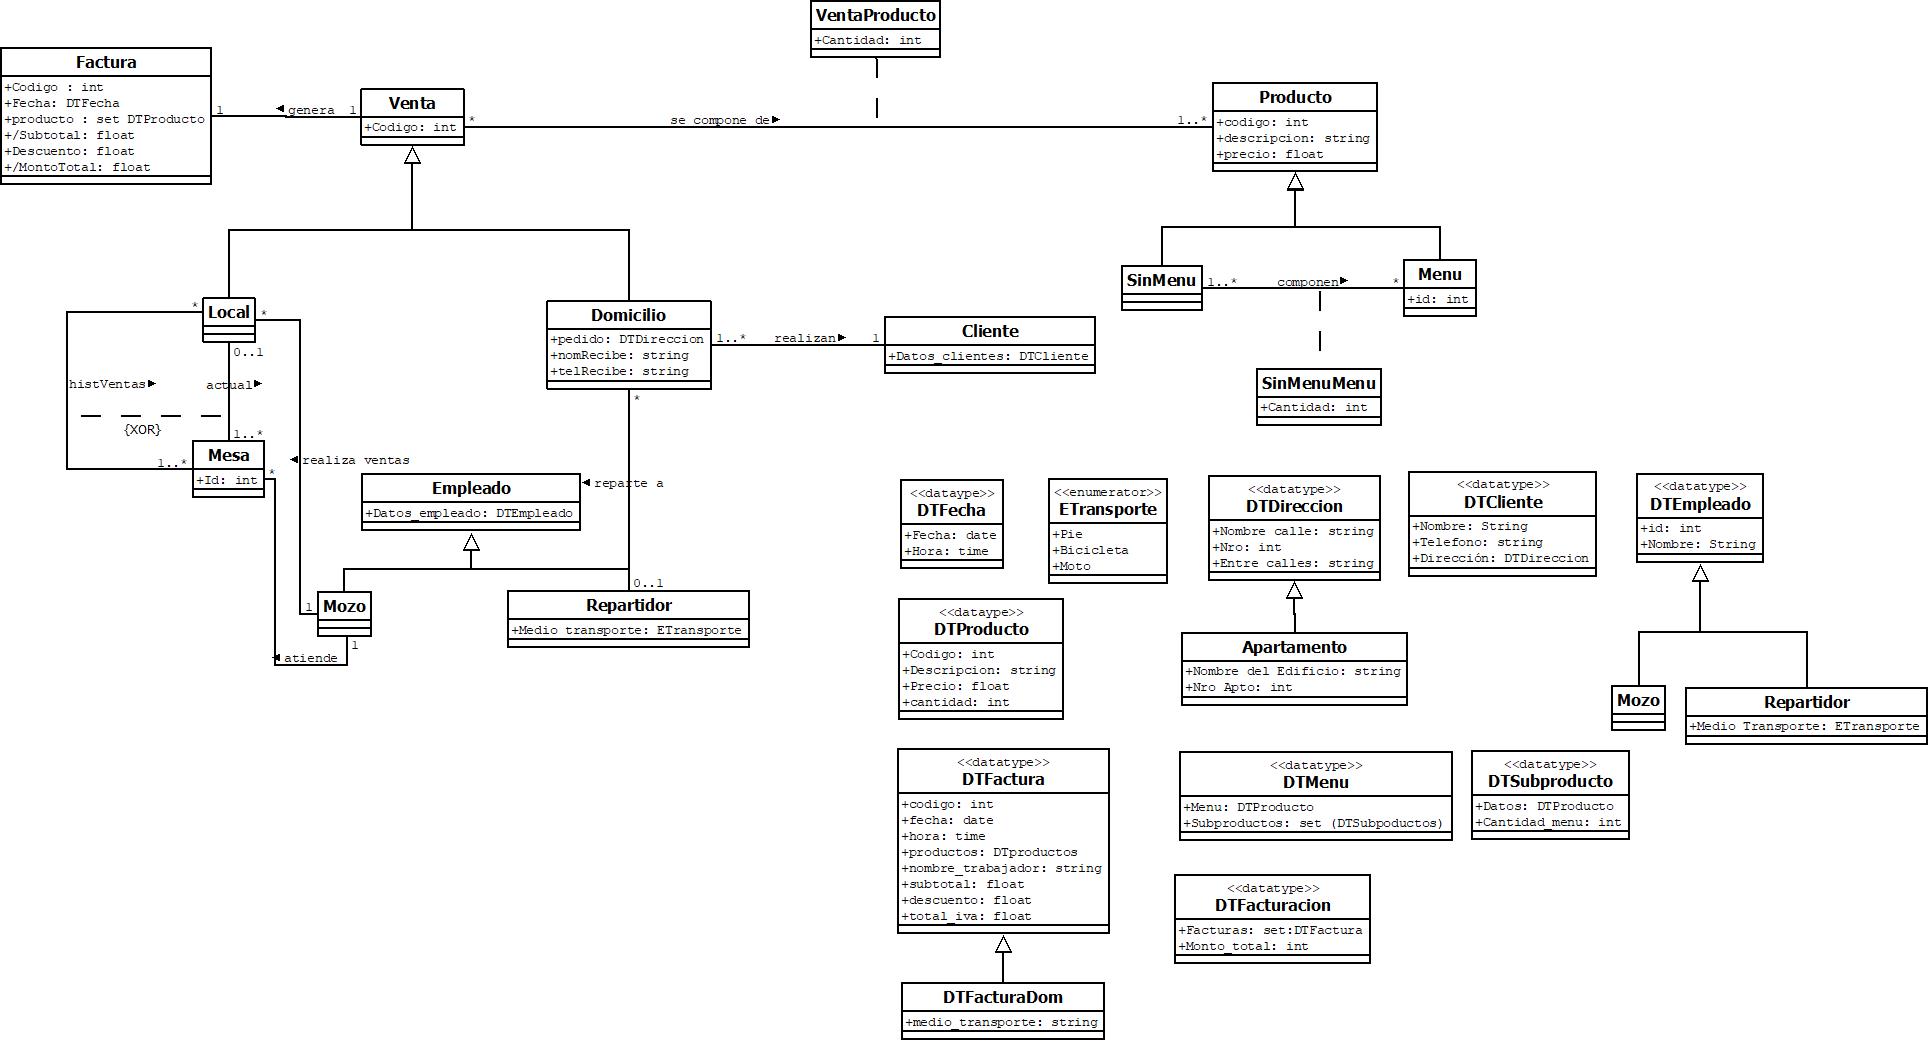 VentaProducto
+Cantidad: int
Factura
+Codigo : int
+Fecha: DTFecha
+producto : set DTProducto
+/Subtotal: float
+Descuento: float
+/MontoTotal: float
1
genera
1
Venta
+Codigo: int
*
se compone de
1..*
Producto
+codigo: int
+descripcion: string
+precio: float
SinMenu
1..*
componen
*
Menu
+id: int
SinMenuMenu
+Cantidad: int
*
Local
*
0..1
histVentas
actual
{XOR}
1..*
1..*
Mesa
+Id: int
*
realiza ventas
Domicilio
+pedido: DTDireccion
+nomRecibe: string
+telRecibe: string
1..*
realizan
1
Cliente
+Datos_clientes: DTCliente
*
reparte a
0..1
Empleado
+Datos_empleado: DTEmpleado
1
Mozo
1
atiende
Repartidor
+Medio transporte: ETransporte
<<dataype>>
DTFecha
+Fecha: date
+Hora: time
<<enumerator>>
ETransporte
+Pie
+Bicicleta
+Moto
<<datatype>>
DTDireccion
+Nombre calle: string
+Nro: int
+Entre calles: string
<<datatype>>
DTCliente
+Nombre: String
+Telefono: string
+Dirección: DTDireccion
<<datatype>>
DTEmpleado
+id: int
+Nombre: String
<<dataype>>
DTProducto
+Codigo: int
+Descripcion: string
+Precio: float
+cantidad: int
Apartamento
+Nombre del Edificio: string
+Nro Apto: int
Mozo
Repartidor
+Medio Transporte: ETransporte
<<datatype>>
DTFactura
+codigo: int
+fecha: date
+hora: time
+productos: DTproductos
+nombre_trabajador: string
+subtotal: float
+descuento: float
+total_iva: float
<<datatype>>
DTMenu
+Menu: DTProducto
+Subproductos: set (DTSubpoductos)
<<datatype>>
DTSubproducto
+Datos: DTProducto
+Cantidad_menu: int
<<datatype>>
DTFacturacion
+Facturas: set:DTFactura
+Monto_total: int
DTFacturaDom
+medio_transporte: string